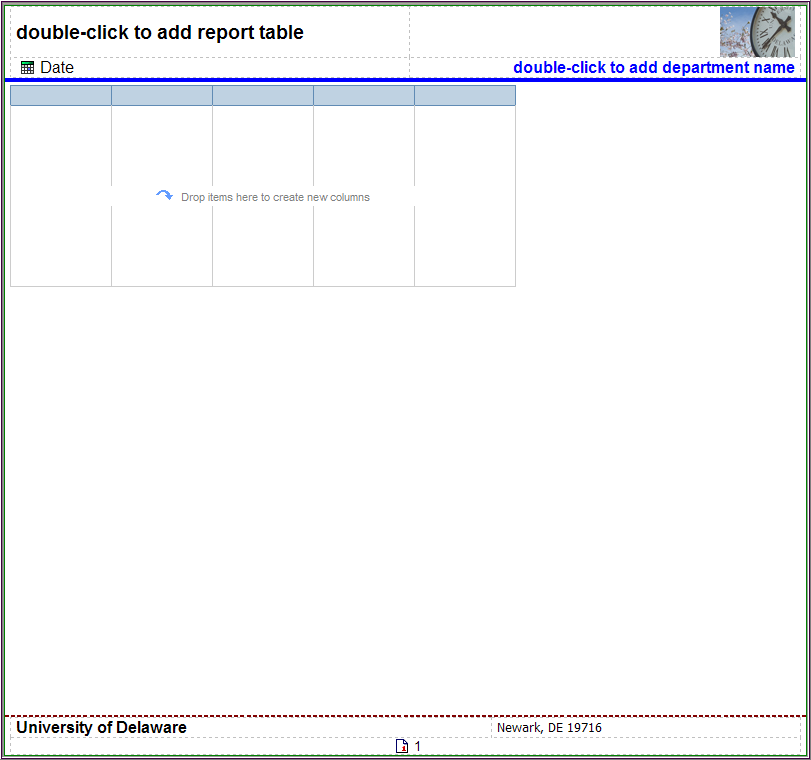 double-click to add report table
Date
double-click to add department name
Drop items here to create new columns
University of Delaware
Newark, DE 19716
1